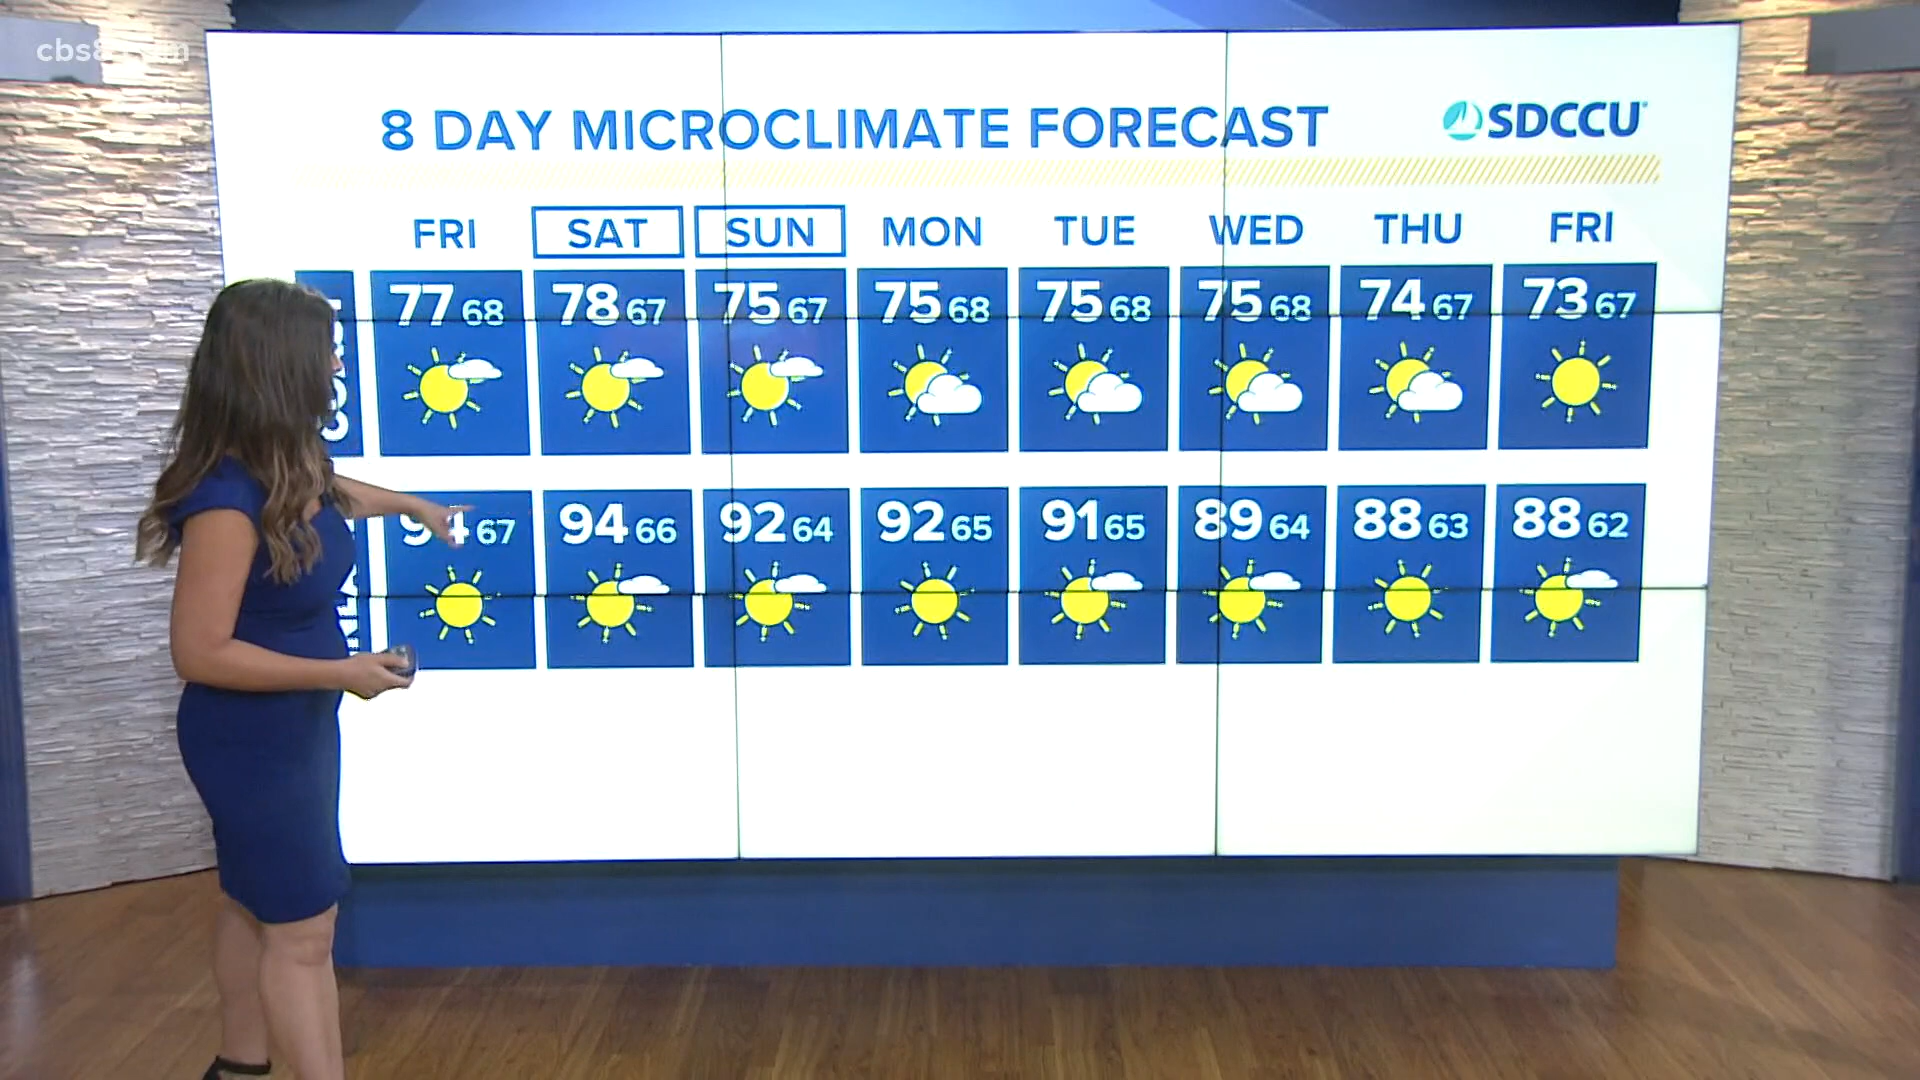 8 DAY MICROCLIMATE FORECAST
SDCCU
FRI SAT SUN MON TUE WED THU FRI
77 68 78 67 75 67 75 68 75 68 75 68 74 67 73 67
67 94 66 92 64 92 65 91 65 89 64 88 63 88 62